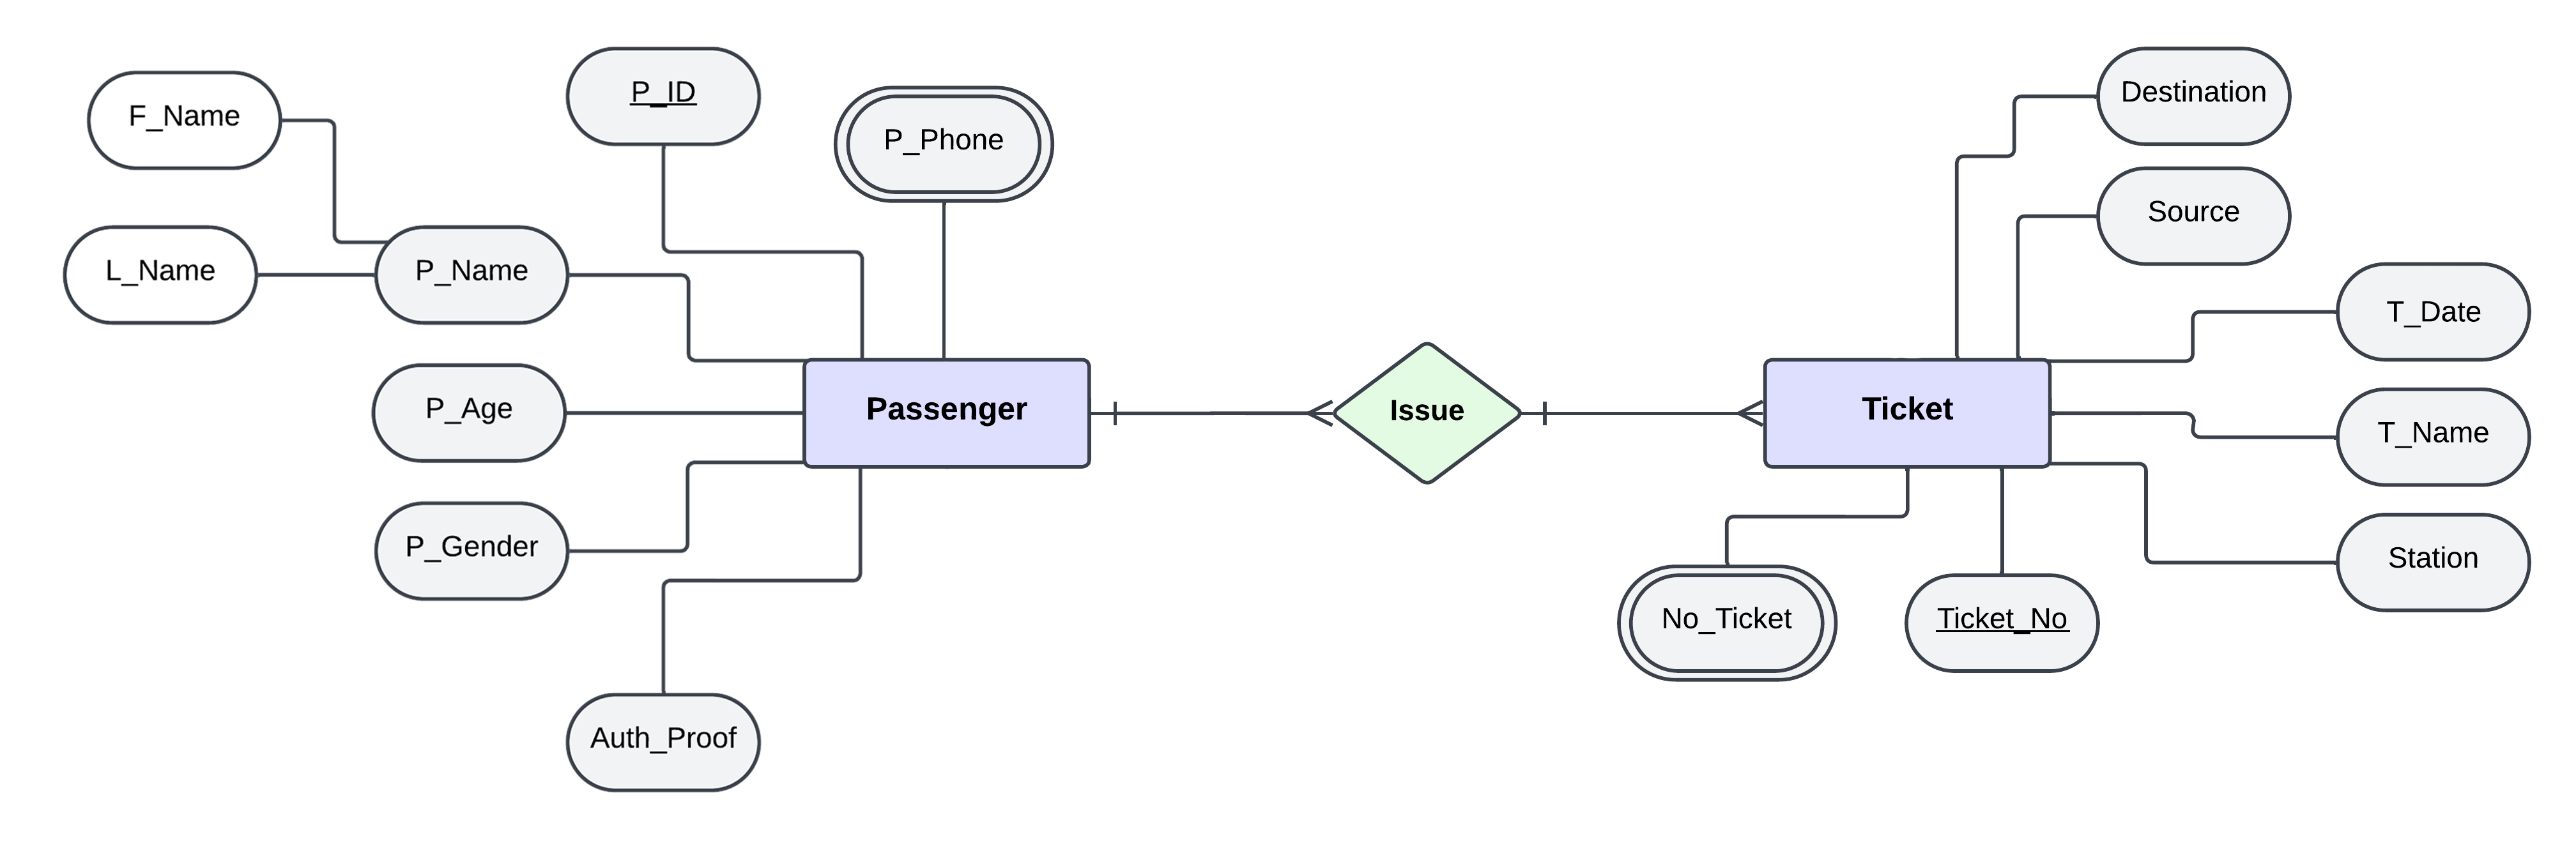 F_Name
L_Name
P_Name
P_ID
P_Phone
P_Age
P_Gender
Auth_Proof
Passenger
Issue
Ticket
Destination
Source
T_Date
T_Name
Station
No_Ticket
Ticket_No